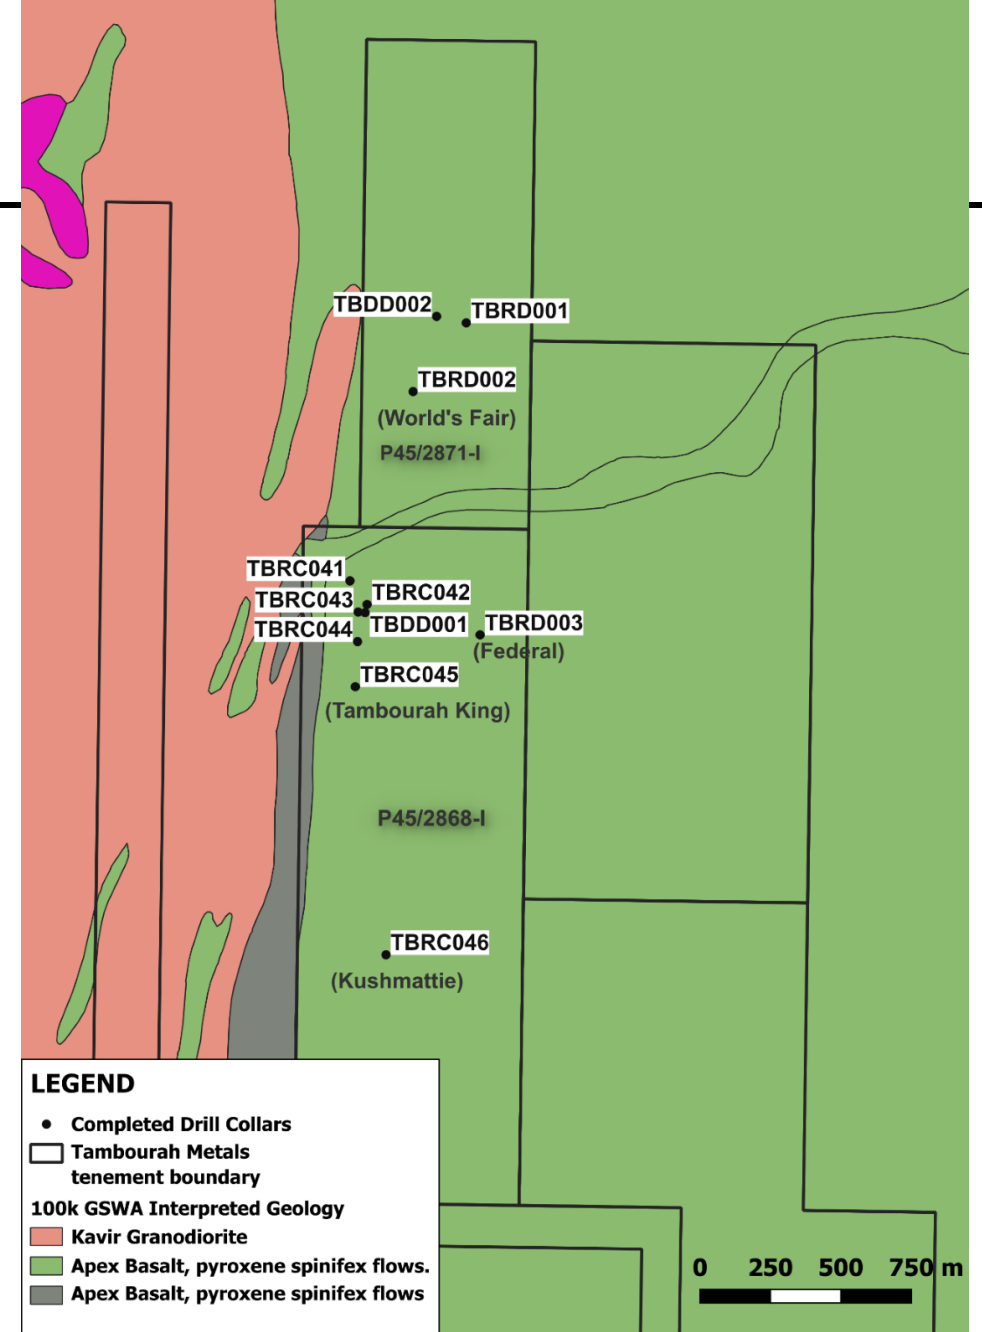 TBDD002
TBRD001
TBRD002
(World's Fair)
P45/2871-I
TBRC041
TBRC042
TBRC043
TBDD001
TBRD003
TBRC044
(Federal)
TBRC045
(Tambourah King)
P45/2868-I
TBRC046
(Kushmattie)
LEGEND
Completed Drill Collars
Tambourah Metals
tenement boundary
100k GSWA Interpreted Geology
Kavir Granodiorite
Apex Basalt, pyroxene spinifex flows.
Apex Basalt, pyroxene spinifex flows
0 250 500 750 m